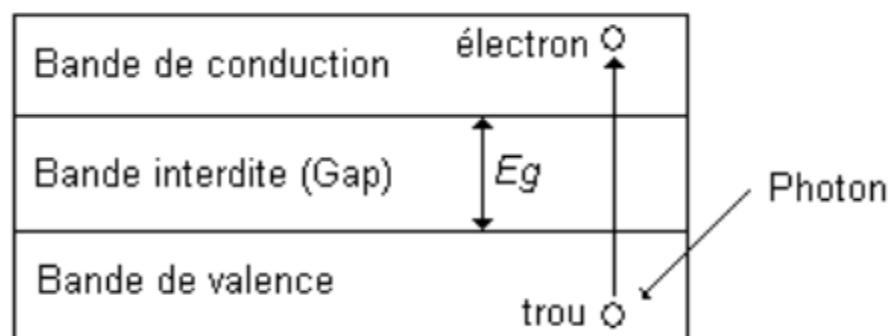 Bande de conduction
électron
Bande interdite (Gap)
Eg
Photon
Bande de valence
trou